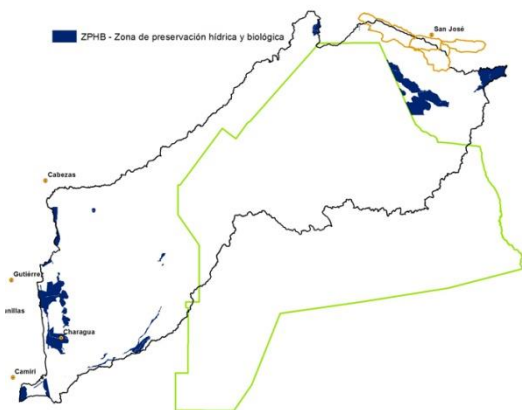 ZPHB - Zona de preservación hídrica y biológica
San José
Cabezas
Gutiérre
Charagua
Camiri